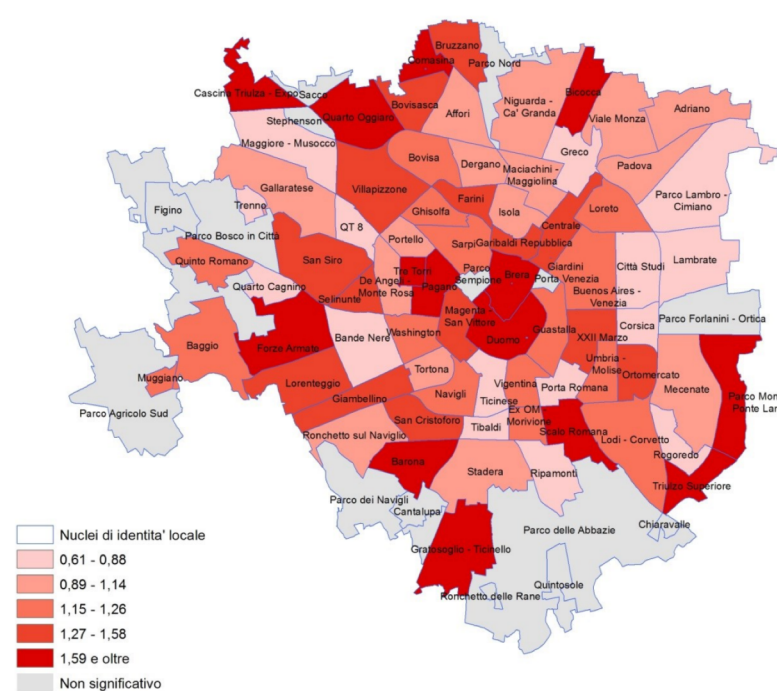 Bruzzano
Comasina
Parco Nord
Cascina Triulza - Expo
Sacco
Bicocca
Quarto Oggiaro
Bovisasca
Niguarda -
Ca' Granda
Adriano
Affori
Viale Monza
Stephenson
Maggiore - Musocco
Greco
Bovisa
Dergano
Maciachini -
Maggiolina
Padova
Gallaratese
Villapizzone
Trenno
Farini
Parco Lambro -
Cimiano
Figino
Ghisolfa
Isola
Loreto
QT 8
Centrale
Parco Bosco in Città
Portello
Sarpi
Garibaldi Repubblica
San Siro
Quinto Romano
Tre Torri
Parco
Sempione
Brera
Giardini
Porta Venezia
Città Studi
Lambrate
De Angeli -
Monte Rosa
Pagano
Quarto Cagnino
Buenos Aires -
Venezia
Selinunte
Magenta -
San Vittore
Guastalla
Corsica
Parco Forlanini - Ortica
Washington
Bande Nere
Duomo
XXII Marzo
Baggio
Forze Armate
Umbria -
Molise
Tortona
Muggiano
Lorenteggio
Vigentina
Porta Romana
Ortomercato
Mecenate
Parco Mon
Ponte Lam
Giambellino
Navigli
Ticinese
Parco Agricolo Sud
San Cristoforo
Ex OM
Morivione
Tibaldi
Scalo Romana
Lodi - Corvetto
Ronchetto sul Naviglio
Rogoredo
Barona
Stadera
Ripamonti
Triulzo Superiore
Parco dei Navigli
Cantalupa
Chiaravalle
Parco delle Abbazie
Gratosoglio - Ticinello
Quintosole
Ronchetto delle Rane
Nuclei di identita' locale
0,61 - 0,88
0,89 - 1,14
1,15 - 1,26
1,27 - 1,58
1,59 e oltre
Non significativo